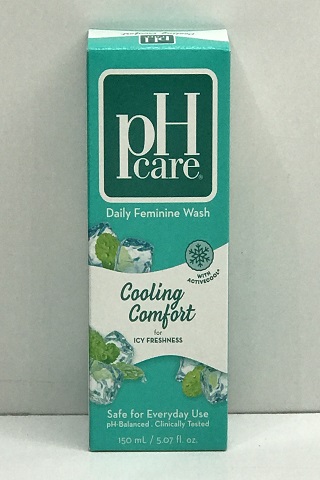 pH
care®
Daily Feminine Wash
WITH
ACTIVECOOL®
Cooling
Comfort
for
ICY FRESHNESS
Safe for Everyday Use
pH-Balanced . Clinically Tested
150 mL / 5.07 fl. oz.